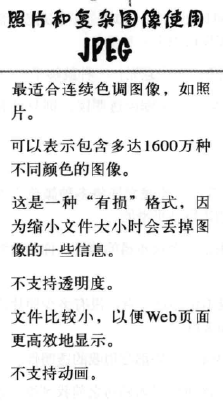 照片和复杂图像使用
JPEG
最适合连续色调图像，如照
片。
可以表示包含多达1600万种
不同颜色的图像。
这是一种“有损”格式，因
为缩小文件大小时会丢掉图
像的一些信息。
不支持透明度。
文件比较小，以便Web页面
更高效地显示。
不支持动画。